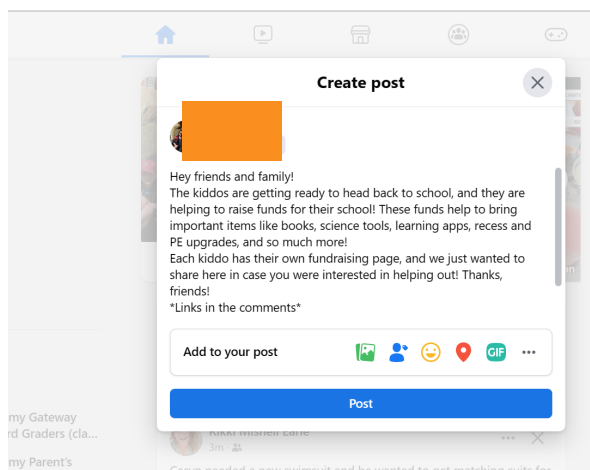 Create post
Hey friends and family!
The kiddos are getting ready to head back to school, and they are
helping to raise funds for their school! These funds help to bring
important items like books, science tools, learning apps, recess and
PE upgrades, and so much more!
Each kiddo has their own fundraising page, and we just wanted to
share here in case you were interested in helping out! Thanks,
friends!
*Links in the comments*
Add to your post
GIF
Post
my Gateway
rd Graders (cla...
3m
my Parent's